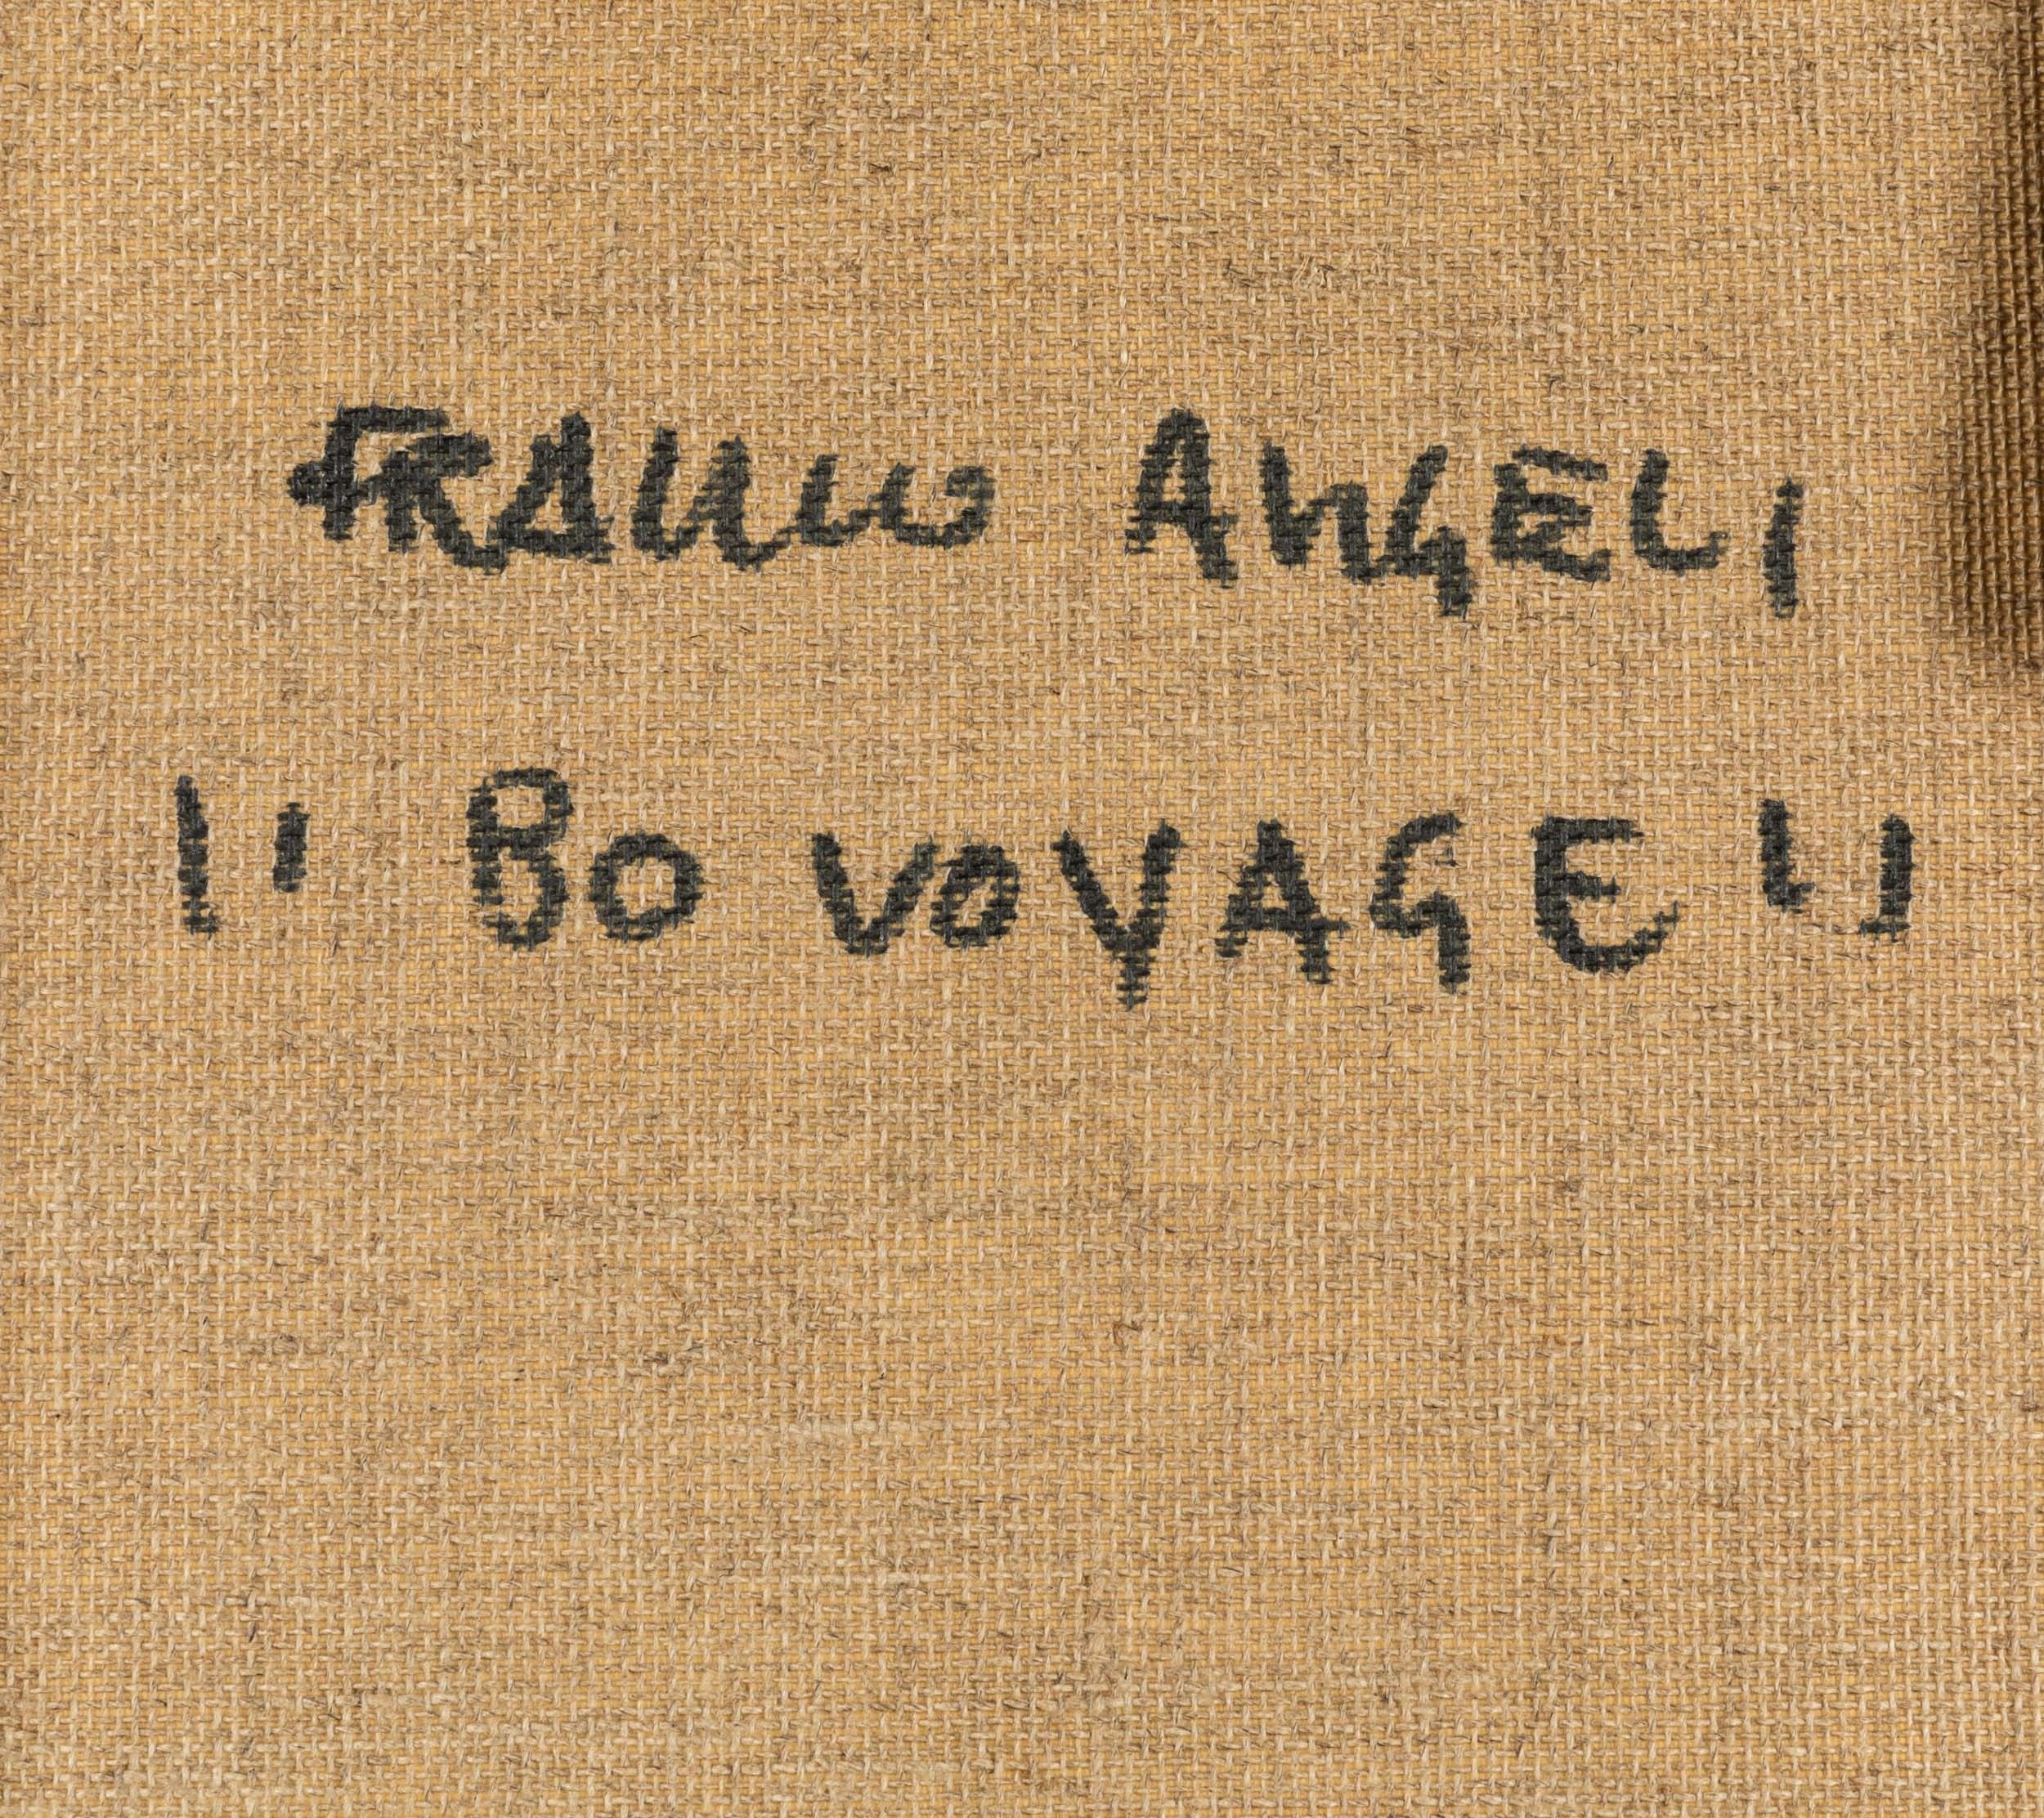 FRANCO ANGELI
" BO VOYAGE "